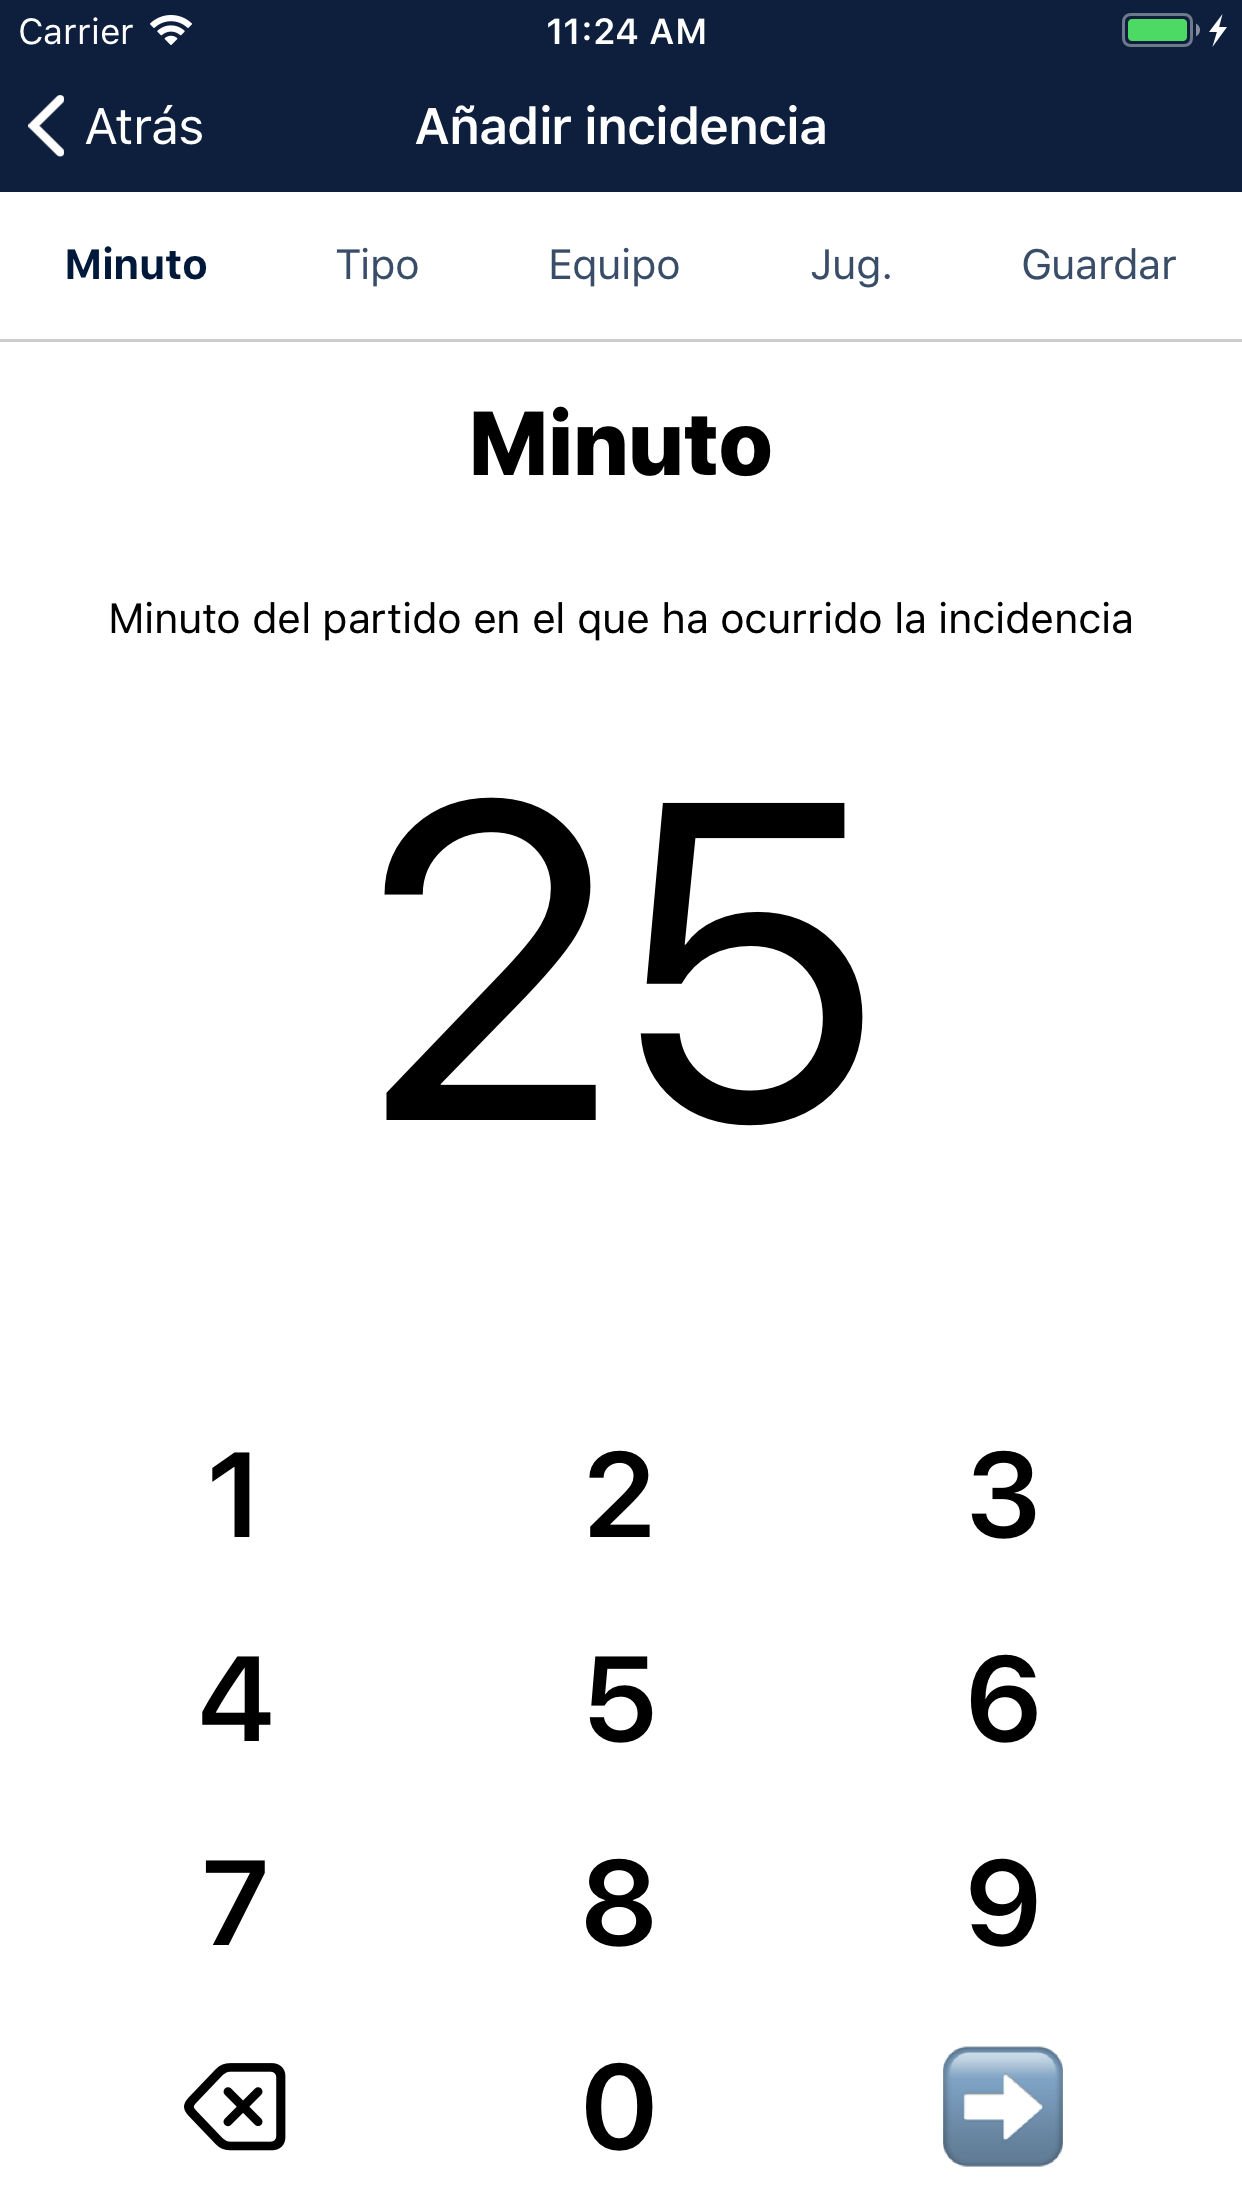 Carrier 11:24 AM
Atrás Añadir incidencia
Minuto Tipo Equipo Jug. Guardar
Minuto
Minuto del partido en el que ha ocurrido la incidencia
25
1 2 3
4 5 6
7 8 9
0